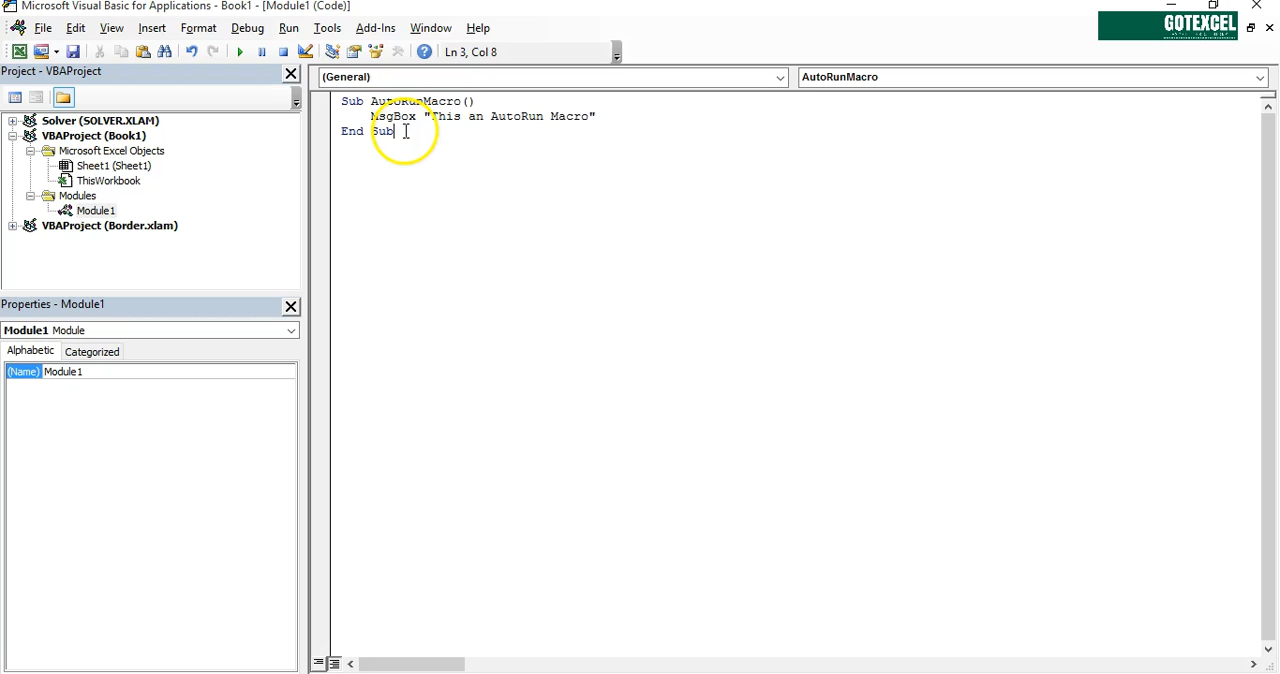 Microsoft Visual Basic for Applications - Book1 - [Module1 (Code)]
GOTEXCEL
File Edit View Insert Format Debug Run Tools Add-Ins Window Help
Ln 3, Col 8
Project - VBAProject
(General) AutoRunMacro
Solver (SOLVER.XLAM)
VBAProject (Book1)
Microsoft Excel Objects
Sheet1 (Sheet1)
ThisWorkbook
Modules
Module1
VBAProject (Border.xlam)
Sub AutoRunMacro()
MsgBox "This an AutoRun Macro"
End Sub
Properties - Module1
Module1 Module
Alphabetic Categorized
(Name) Module1